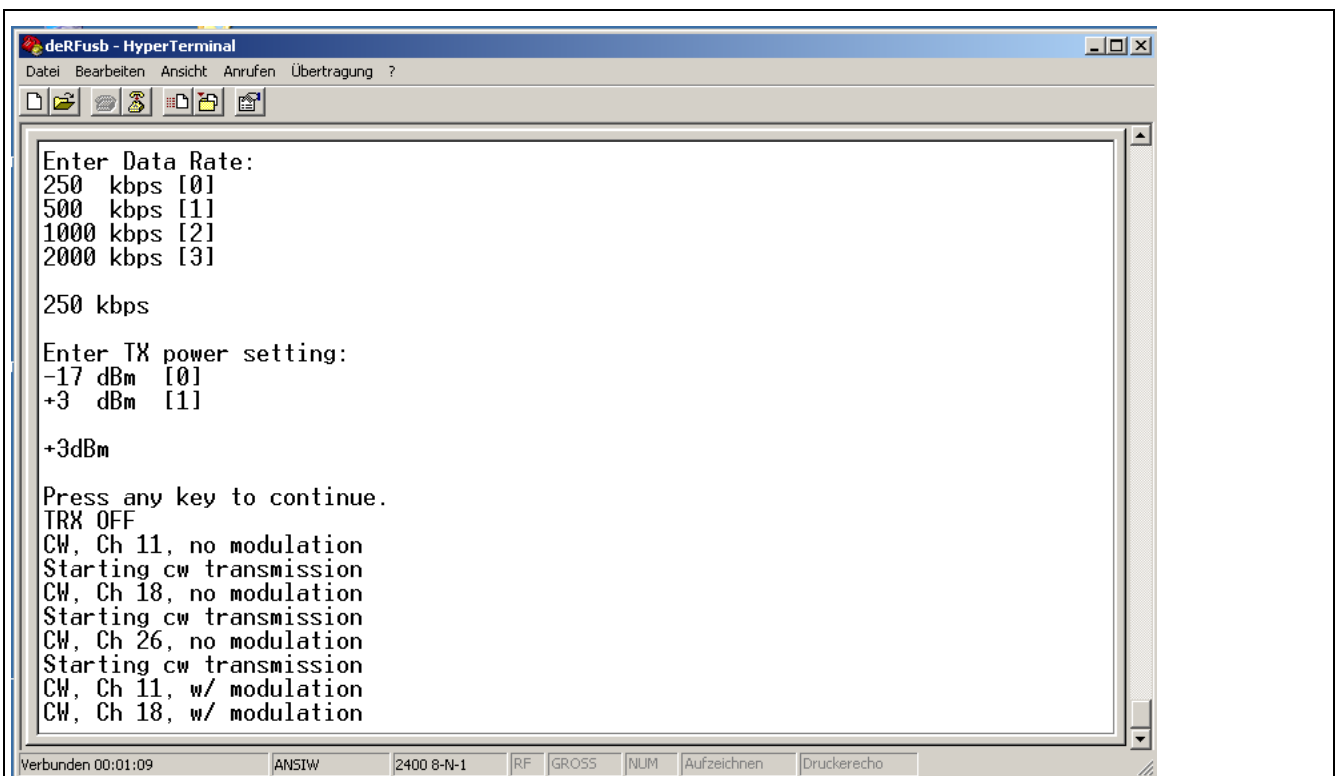 deRFusb - HyperTerminal
Datei Bearbeiten Ansicht Anrufen Übertragung ?
Enter Data Rate:
250  kbps [0]
500  kbps [1]
1000 kbps [2]
2000 kbps [3]
250 kbps
Enter TX power setting:
-17 dBm  [0]
+3  dBm  [1]
+3dBm
Press any key to continue.
TRX OFF
CW, Ch 11, no modulation
Starting cw transmission
CW, Ch 18, no modulation
Starting cw transmission
CW, Ch 26, no modulation
Starting cw transmission
CW, Ch 11, w/ modulation
CW, Ch 18, w/ modulation
Verbunden 00:01:09 ANSIW 2400 8-N-1 RF GROSS NUM Aufzeichnen Druckerecho